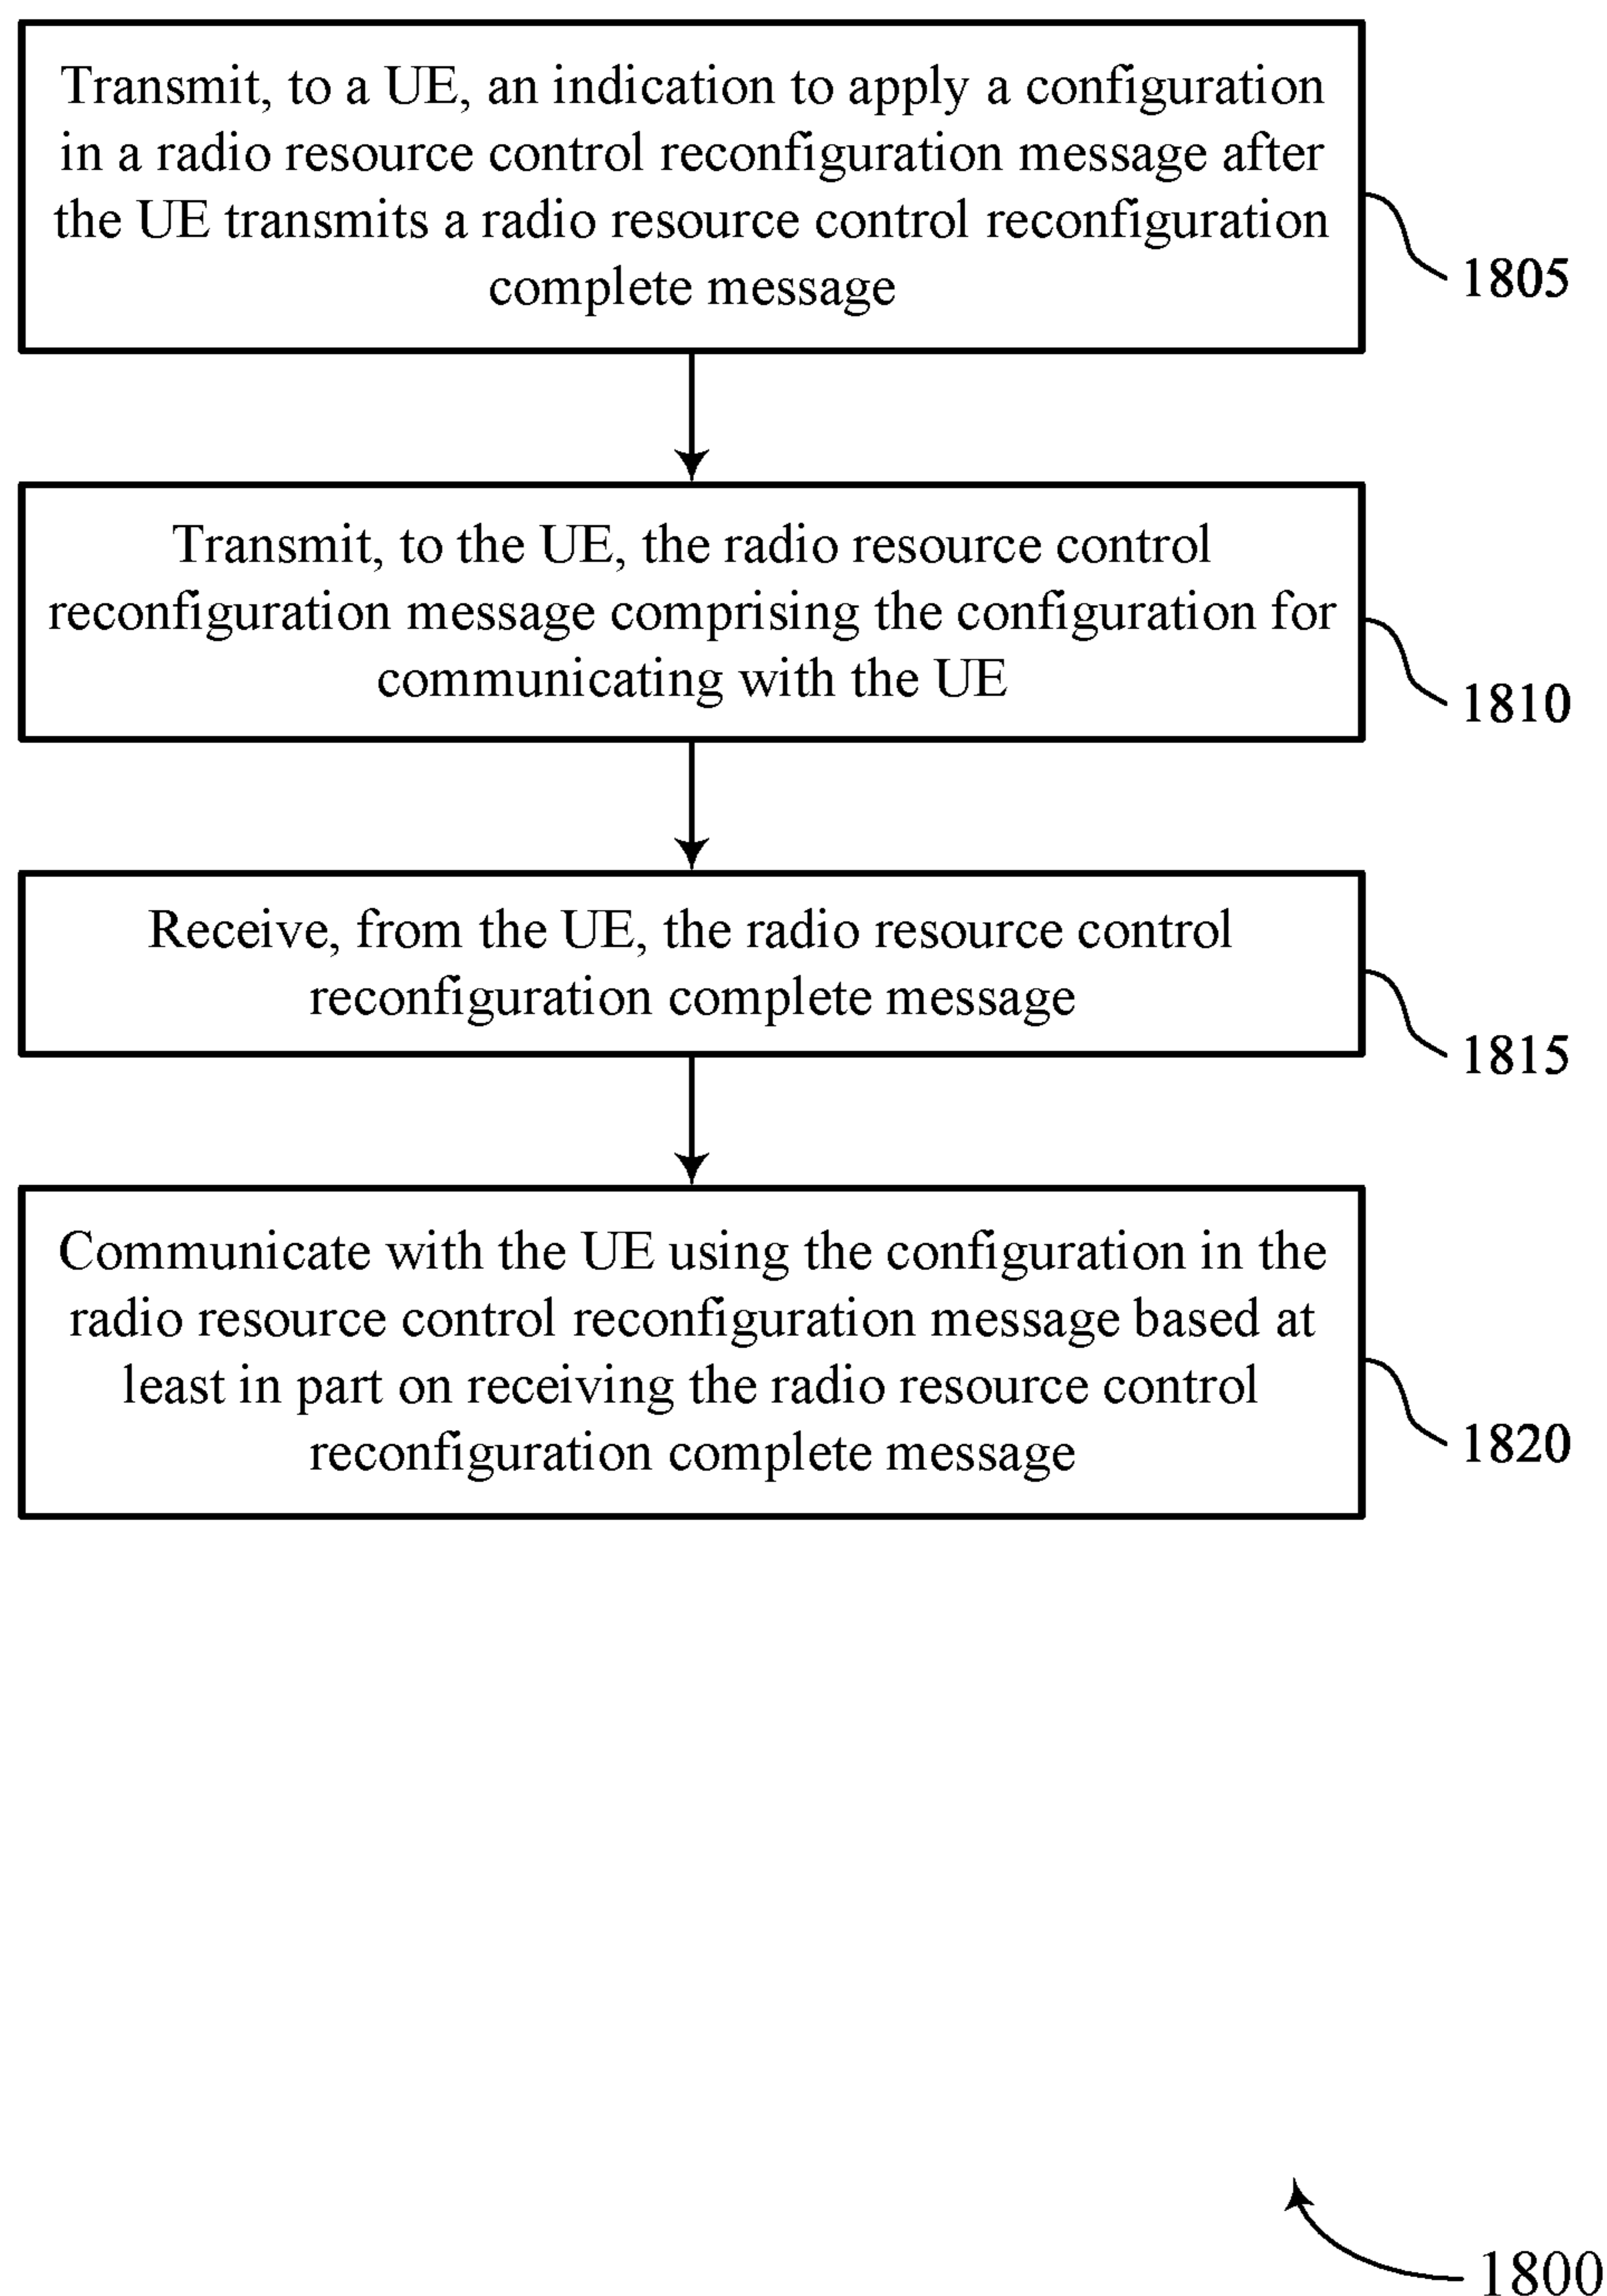 Transmit, to a UE, an indication to apply a configuration
in a radio resource control reconfiguration message after
the UE transmits a radio resource control reconfiguration
complete message
1805
Transmit, to the UE, the radio resource control
reconfiguration message comprising the configuration for
communicating with the UE
1810
Receive, from the UE, the radio resource control
reconfiguration complete message
1815
Communicate with the UE using the configuration in the
radio resource control reconfiguration message based at
least in part on receiving the radio resource control
reconfiguration complete message
1820
1800